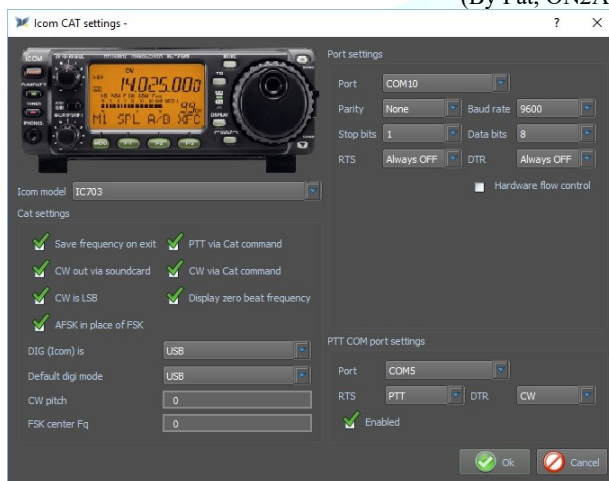 (By Pat, ON2A
Icom CAT settings -
?
ICOM
14.025.000
M1 SPL A/B XFC
Icom model IC703
Cat settings
Save frequency on exit PTT via Cat command
CW out via soundcard CW via Cat command
CW is LSB Display zero beat frequency
AFSK in place of FSK
DIG (Icom) is USB
Default digi mode USB
CW pitch 0
FSK center Fq 0
Port settings
Port COM10
Parity None Baud rate 9600
Stop bits 1 Data bits 8
RTS Always OFF DTR Always OFF
Hardware flow control
PTT COM port settings
Port COM5
RTS PTT DTR CW
Enabled
Ok Cancel